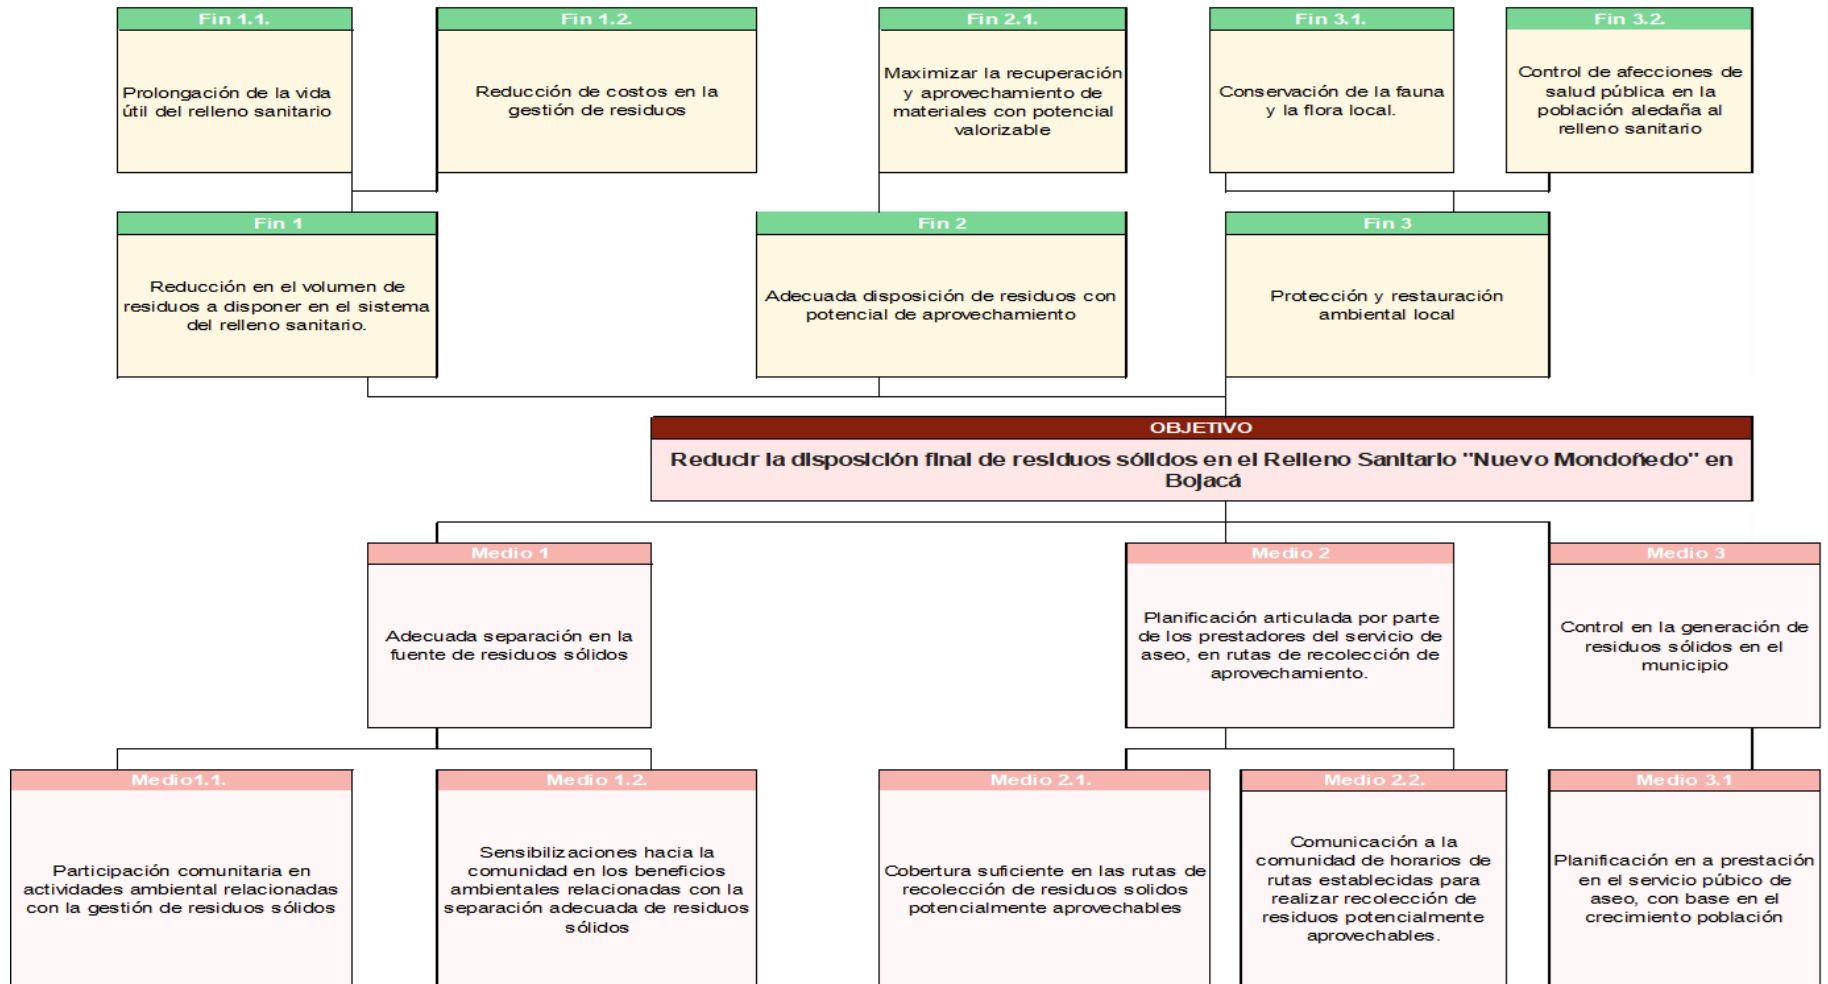 Fin 1.1.
Prolongación de la vida
útil del relleno sanitario
Fin 1.2.
Reducción de costos en la
gestión de residuos
Fin 2.1.
Maximizar la recuperación
y aprovechamiento de
materiales con potencial
valorizable
Fin 3.1.
Conservación de la fauna
y la flora local.
Fin 3.2.
Control de afecciones de
salud pública en la
población aledaña al
relleno sanitario
Fin 1
Reducción en el volumen de
residuos a disponer en el sistema
del relleno sanitario.
Fin 2
Adecuada disposición de residuos con
potencial de aprovechamiento
Fin 3
Protección y restauración
ambiental local
OBJETIVO
Reducir la disposición final de residuos sólidos en el Relleno Sanitario "Nuevo Mondoñedo" en
Bojacá
Medio 1
Adecuada separación en la
fuente de residuos sólidos
Medio 2
Planificación articulada por parte
de los prestadores del servicio de
aseo, en rutas de recolección de
aprovechamiento.
Medio 3
Control en la generación de
residuos sólidos en el
municipio
Medio1.1.
Participación comunitaria en
actividades ambiental relacionadas
con la gestión de residuos sólidos
Medio 1.2.
Sensibilizaciones hacia la
comunidad en los beneficios
ambientales relacionadas con la
separación adecuada de residuos
sólidos
Medio 2.1.
Cobertura suficiente en las rutas de
recolección de residuos solidos
potencialmente aprovechables
Medio 2.2.
Comunicación a la
comunidad de horarios de
rutas establecidas para
realizar recolección de
residuos potencialmente
aprovechables.
Medio 3.1
Planificación en a prestación
en el servicio púbico de
aseo, con base en el
crecimiento población